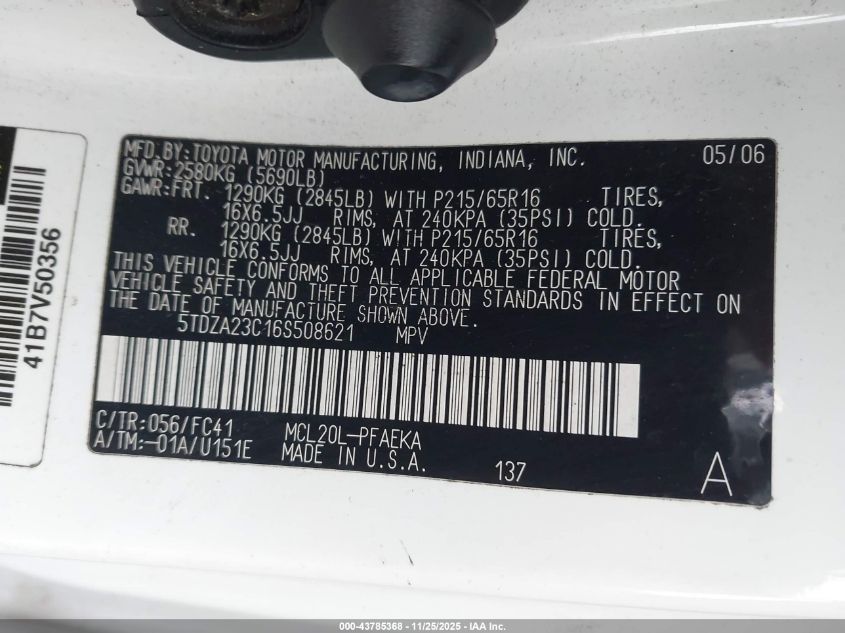 MFD.BY:TOYOTA MOTOR MANUFACTURING, INDIANA, INC. 05/06
GVWR:2580KG (5690LB)
GAWR:FRT. 1290KG (2845LB) WITH P215/65R16 TIRES,
16X6.5JJ RIMS, AT 240KPA (35PSI) COLD.
RR. 1290KG (2845LB) WITH P215/65R16 TIRES,
16X6.5JJ RIMS, AT 240KPA (35PSI) COLD.
THIS VEHICLE CONFORMS TO ALL APPLICABLE FEDERAL MOTOR
VEHICLE SAFETY AND THEFT PREVENTION STANDARDS IN EFFECT ON
THE DATE OF MANUFACTURE SHOWN ABOVE.
5TDZA23C16S508621 MPV
C/TR:056/FC41 MCL20L-PFAEKA
A/TM:-01A/U151E MADE IN U.S.A. 137 A
41B7V50356
000-43785368 - 11/25/2025 - IAA Inc.